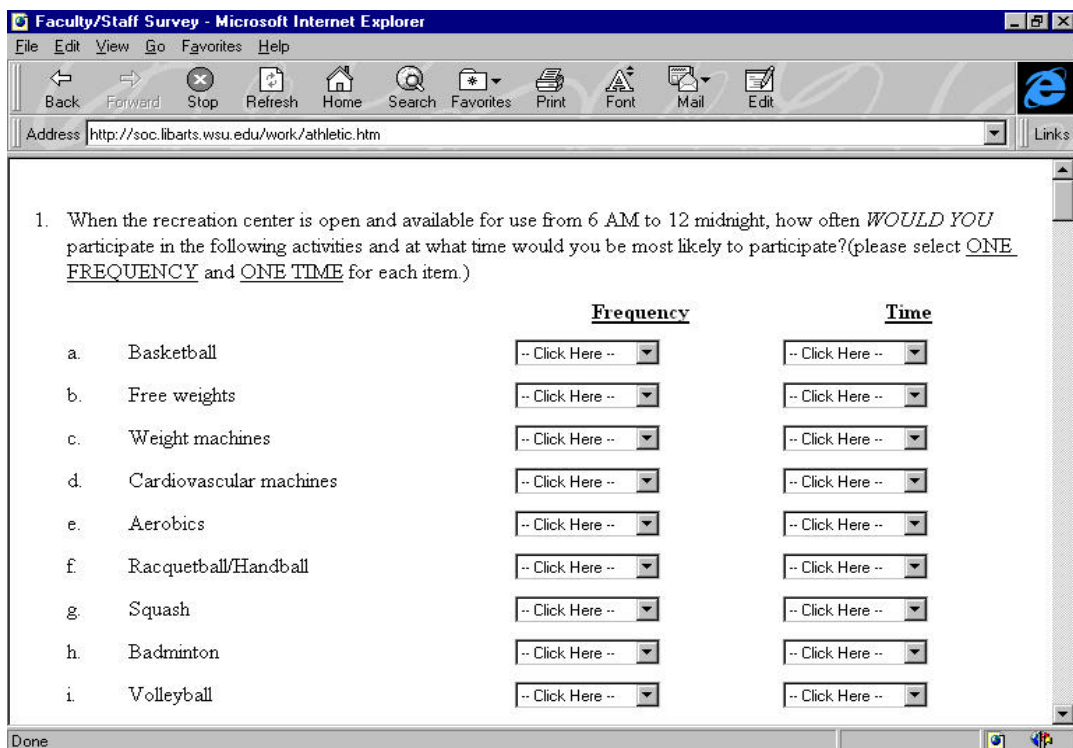 Faculty/Staff Survey - Microsoft Internet Explorer
File Edit View Go Favorites Help
Back Forward Stop Refresh Home Search Favorites Print Font Mail Edit
Address http://soc.libarts.wsu.edu/work/athletic.htm Links
1. When the recreation center is open and available for use from 6 AM to 12 midnight, how often WOULD YOU
participate in the following activities and at what time would you be most likely to participate?(please select ONE
FREQUENCY and ONE TIME for each item.)
Frequency Time
a. Basketball -- Click Here -- -- Click Here --
b. Free weights -- Click Here -- -- Click Here --
c. Weight machines -- Click Here -- -- Click Here --
d. Cardiovascular machines -- Click Here -- -- Click Here --
e. Aerobics -- Click Here -- -- Click Here --
f. Racquetball/Handball -- Click Here -- -- Click Here --
g. Squash -- Click Here -- -- Click Here --
h. Badminton -- Click Here -- -- Click Here --
i. Volleyball -- Click Here -- -- Click Here --
Done